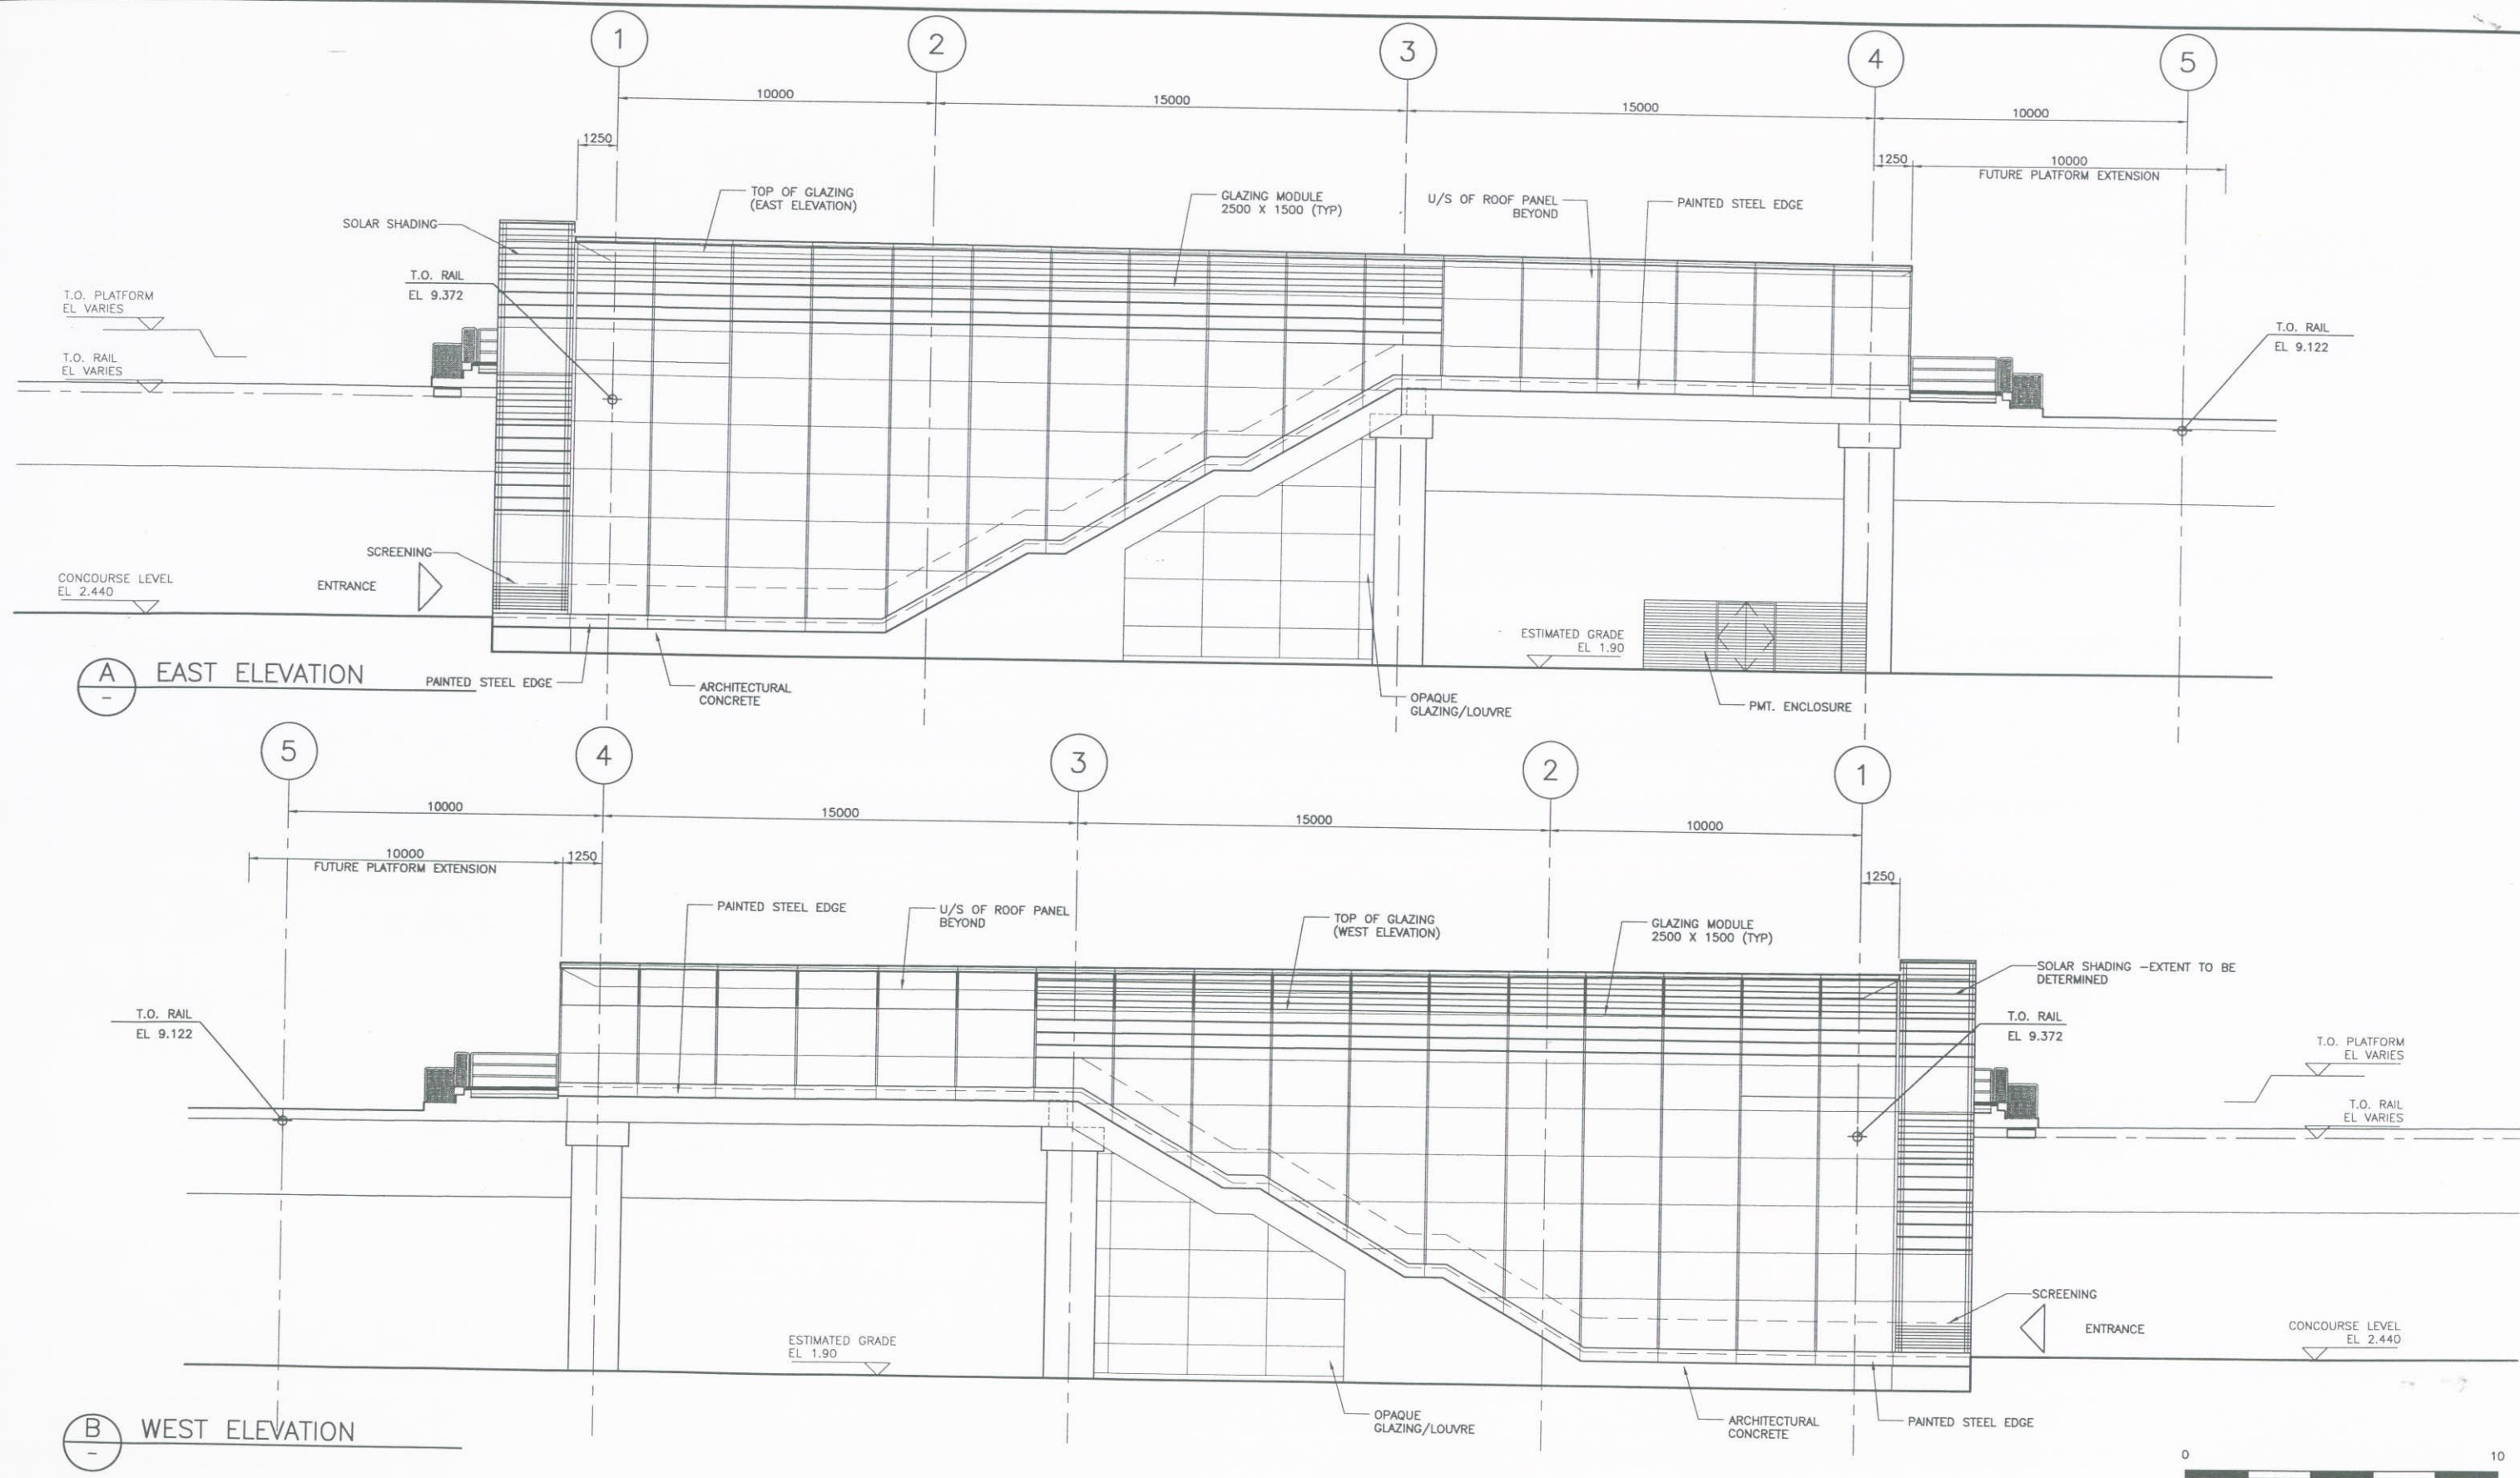 1
2
3
4
5
10000
15000
15000
10000
1250
1250
10000
FUTURE PLATFORM EXTENSION
TOP OF GLAZING
(EAST ELEVATION)
GLAZING MODULE
2500 X 1500 (TYP)
U/S OF ROOF PANEL
BEYOND
PAINTED STEEL EDGE
SOLAR SHADING
T.O. RAIL
EL 9.372
T.O. PLATFORM
EL VARIES
T.O. RAIL
EL VARIES
T.O. RAIL
EL 9.122
SCREENING
CONCOURSE LEVEL
EL 2.440
ENTRANCE
ESTIMATED GRADE
EL 1.90
A
-
EAST ELEVATION
PAINTED STEEL EDGE
ARCHITECTURAL
CONCRETE
OPAQUE
GLAZING/LOUVRE
PMT. ENCLOSURE
5
4
3
2
1
10000
15000
15000
10000
10000
FUTURE PLATFORM EXTENSION
1250
1250
PAINTED STEEL EDGE
U/S OF ROOF PANEL
BEYOND
TOP OF GLAZING
(WEST ELEVATION)
GLAZING MODULE
2500 X 1500 (TYP)
SOLAR SHADING -EXTENT TO BE
DETERMINED
T.O. RAIL
EL 9.122
T.O. RAIL
EL 9.372
T.O. PLATFORM
EL VARIES
T.O. RAIL
EL VARIES
SCREENING
ENTRANCE
CONCOURSE LEVEL
EL 2.440
ESTIMATED GRADE
EL 1.90
B
-
WEST ELEVATION
OPAQUE
GLAZING/LOUVRE
ARCHITECTURAL
CONCRETE
PAINTED STEEL EDGE
0
10